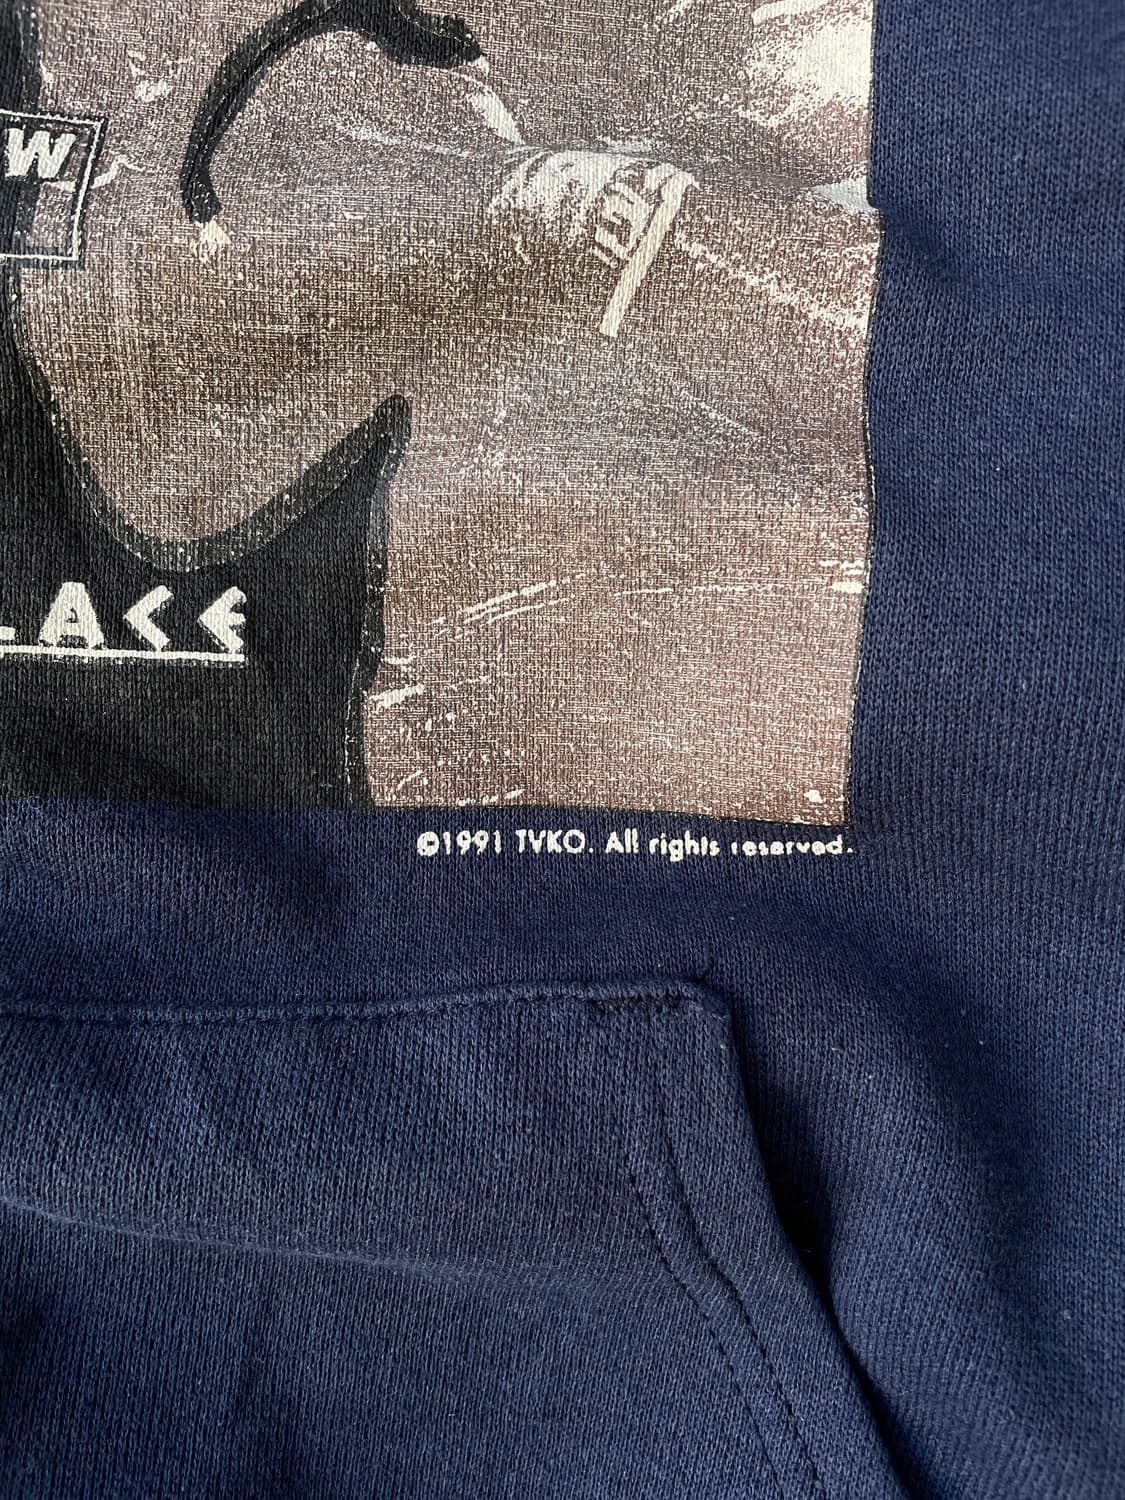 W
LACE
©1991 TVKO. All rights reserved.